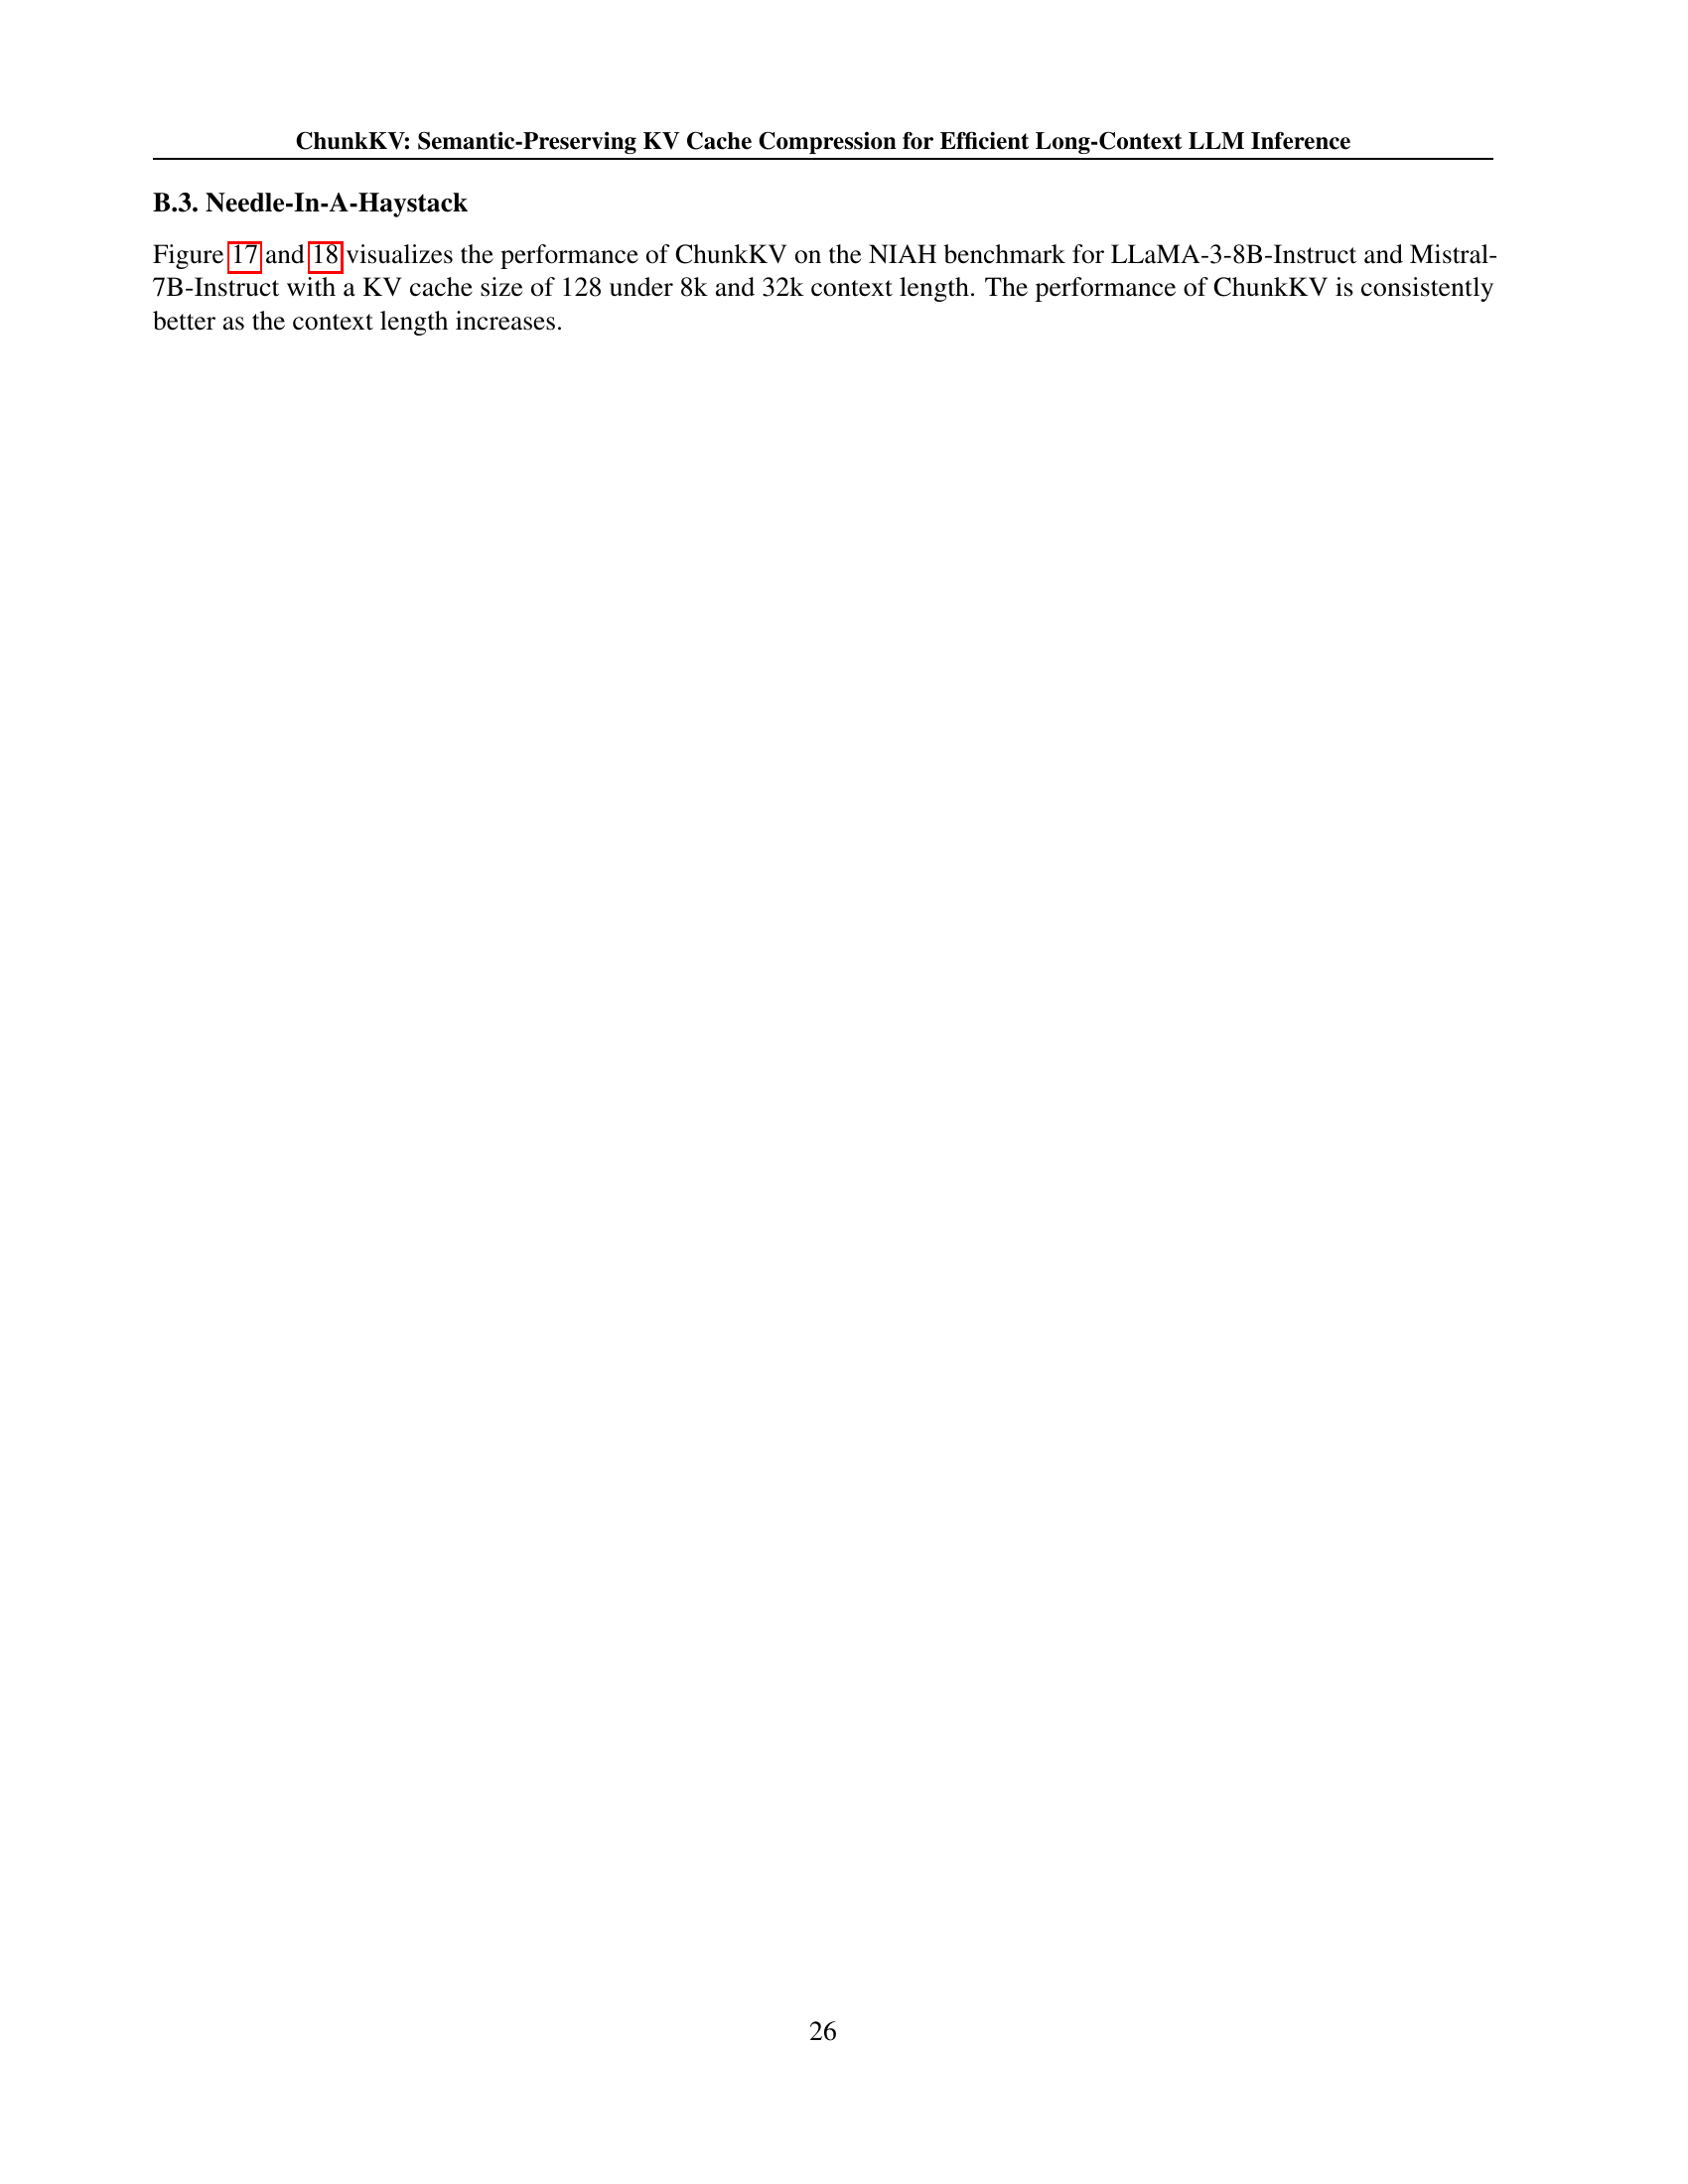 ChunkKV: Semantic-Preserving KV Cache Compression for Efficient Long-Context LLM Inference
B.3. Needle-In-A-Haystack
Figure 17 and 18 visualizes the performance of ChunkKV on the NIAH benchmark for LLaMA-3-8B-Instruct and Mistral-
7B-Instruct with a KV cache size of 128 under 8k and 32k context length. The performance of ChunkKV is consistently
better as the context length increases.
26